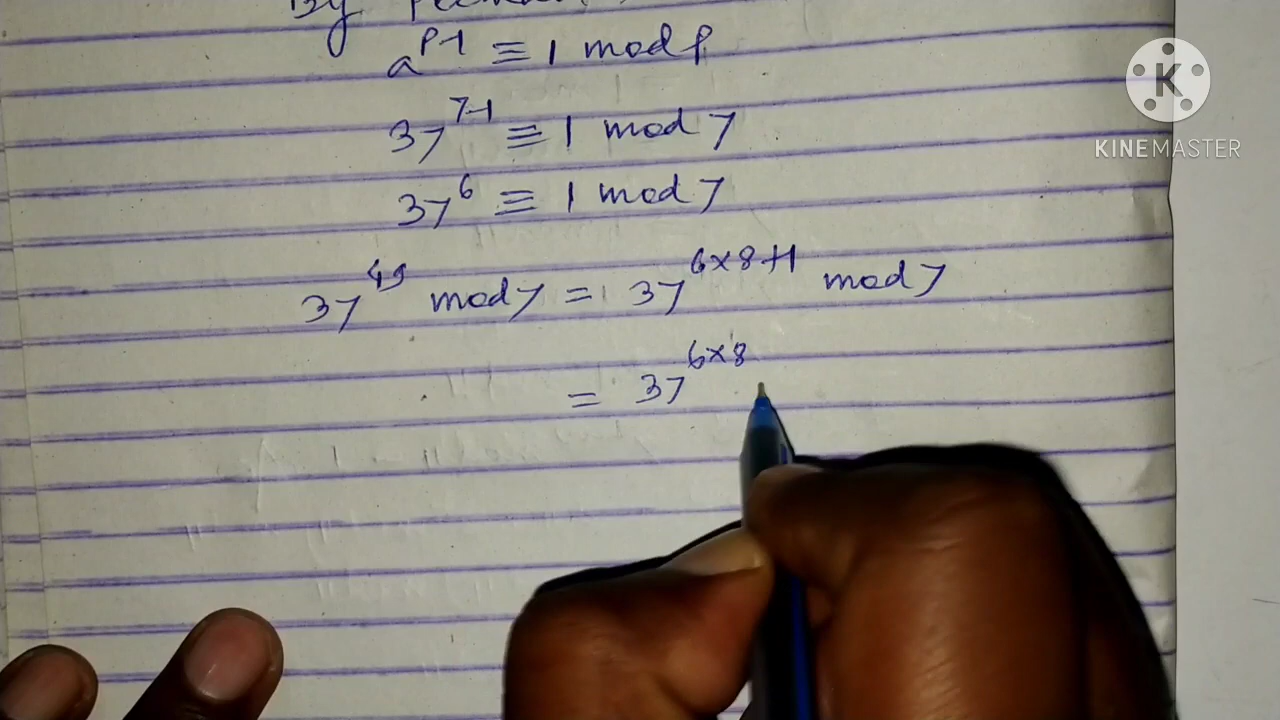 By
a^p-1 ≡ 1 mod p
37^7-1 ≡ 1 mod 7
37^6 ≡ 1 mod 7
37^49 mod 7 = 37^6×8+1 mod 7
= 37^6×8
K
KINEMASTER